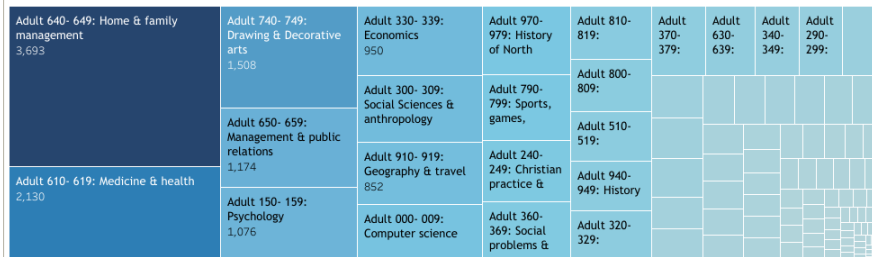 Adult 640- 649: Home & family
management
3,693
Adult 610- 619: Medicine & health
2,130
Adult 740- 749:
Drawing & Decorative
arts
1,508
Adult 650- 659:
Management & public
relations
1,174
Adult 150- 159:
Psychology
1,076
Adult 330- 339:
Economics
950
Adult 300- 309:
Social Sciences &
anthropology
Adult 910- 919:
Geography & travel
852
Adult 000- 009:
Computer science
Adult 970-
979: History
of North
Adult 790-
799: Sports,
games,
Adult 240-
249: Christian
practice &
Adult 360-
369: Social
problems &
Adult 810-
819:
Adult 800-
809:
Adult 510-
519:
Adult 940-
949: History
Adult 320-
329:
Adult
370-
379:
Adult
630-
639:
Adult
340-
349:
Adult
290-
299: